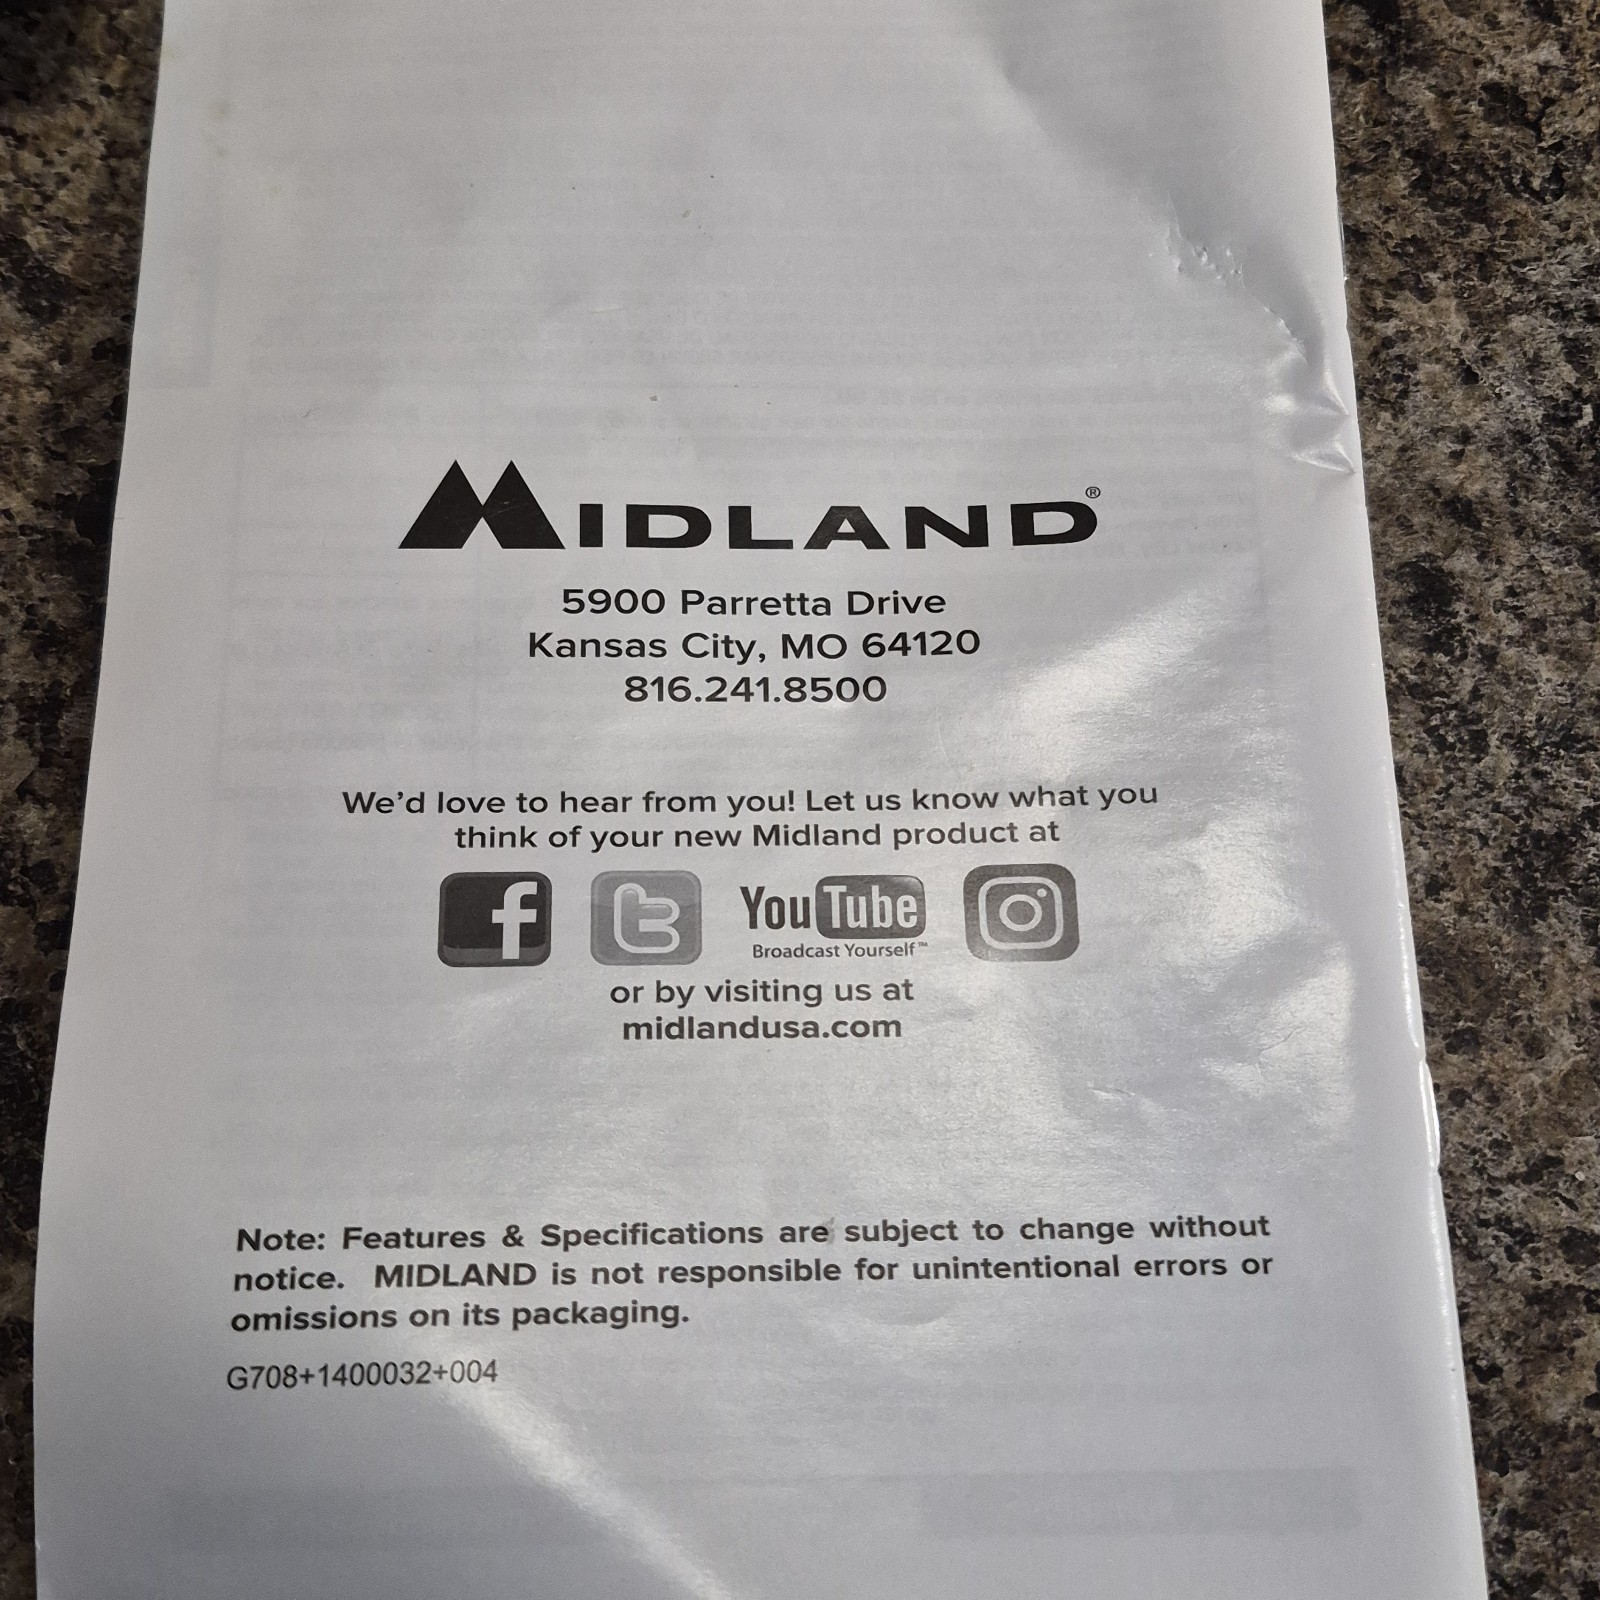 MIDLAND®
5900 Parretta Drive
Kansas City, MO 64120
816.241.8500
We'd love to hear from you! Let us know what you
think of your new Midland product at
f t YouTube
Broadcast Yourself™
or by visiting us at
midlandusa.com
Note: Features & Specifications are subject to change without
notice. MIDLAND is not responsible for unintentional errors or
omissions on its packaging.
G708+1400032+004